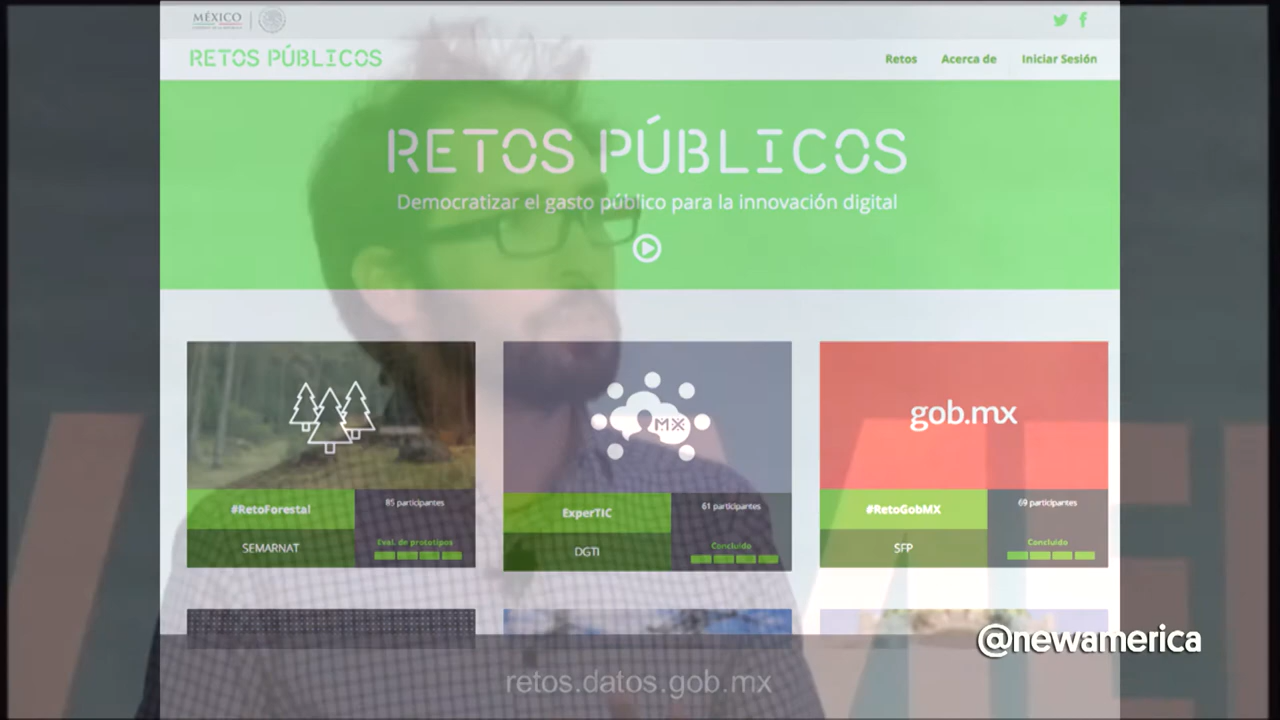 MÉXICO
RETOS PÚBLICOS
Retos Acerca de Iniciar Sesión
RETOS PÚBLICOS
Democratizar el gasto público para la innovación digital
gob.mx
MX
85 participantes
#RetoForestal
Eval. de prototipos
SEMARNAT
61 participantes
ExperTIC
Concluido
DGTI
69 participantes
#RetoGobMX
Concluido
SFP
@newamerica
retos.datos.gob.mx